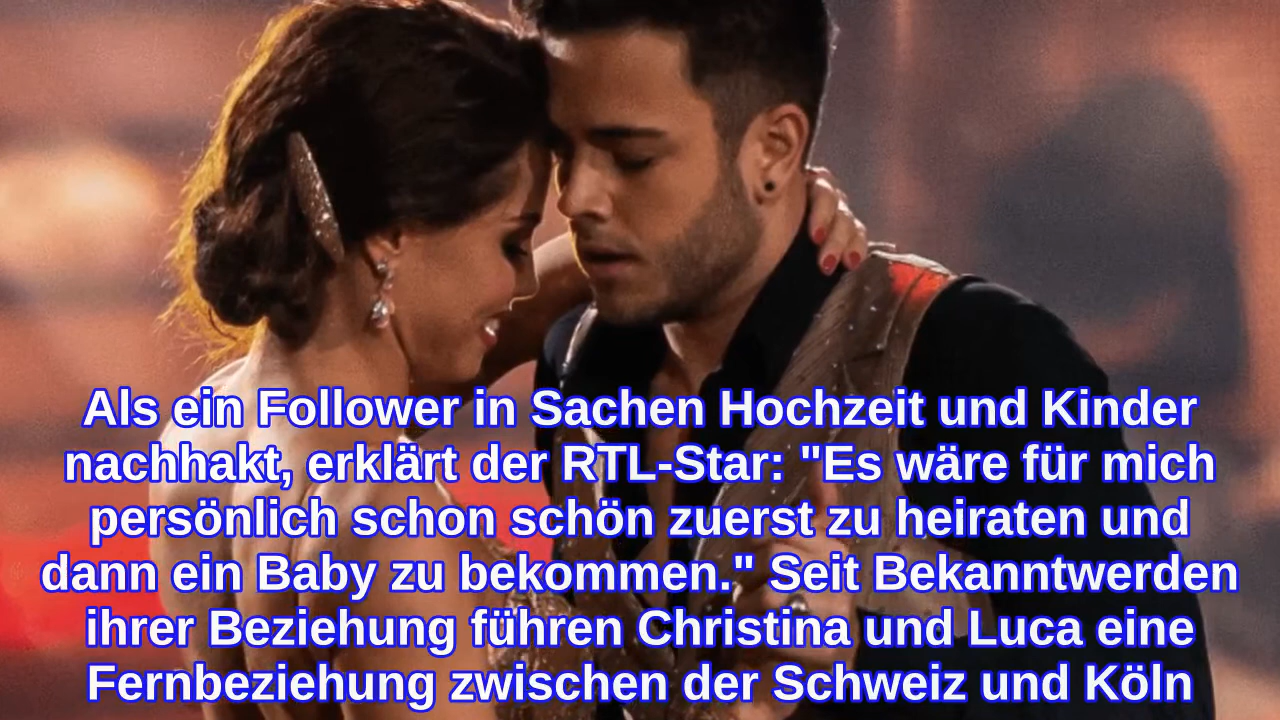 Als ein Follower in Sachen Hochzeit und Kinder
nachhakt, erklärt der RTL-Star: "Es wäre für mich
persönlich schon schön zuerst zu heiraten und
dann ein Baby zu bekommen." Seit Bekanntwerden
ihrer Beziehung führen Christina und Luca eine
Fernbeziehung zwischen der Schweiz und Köln